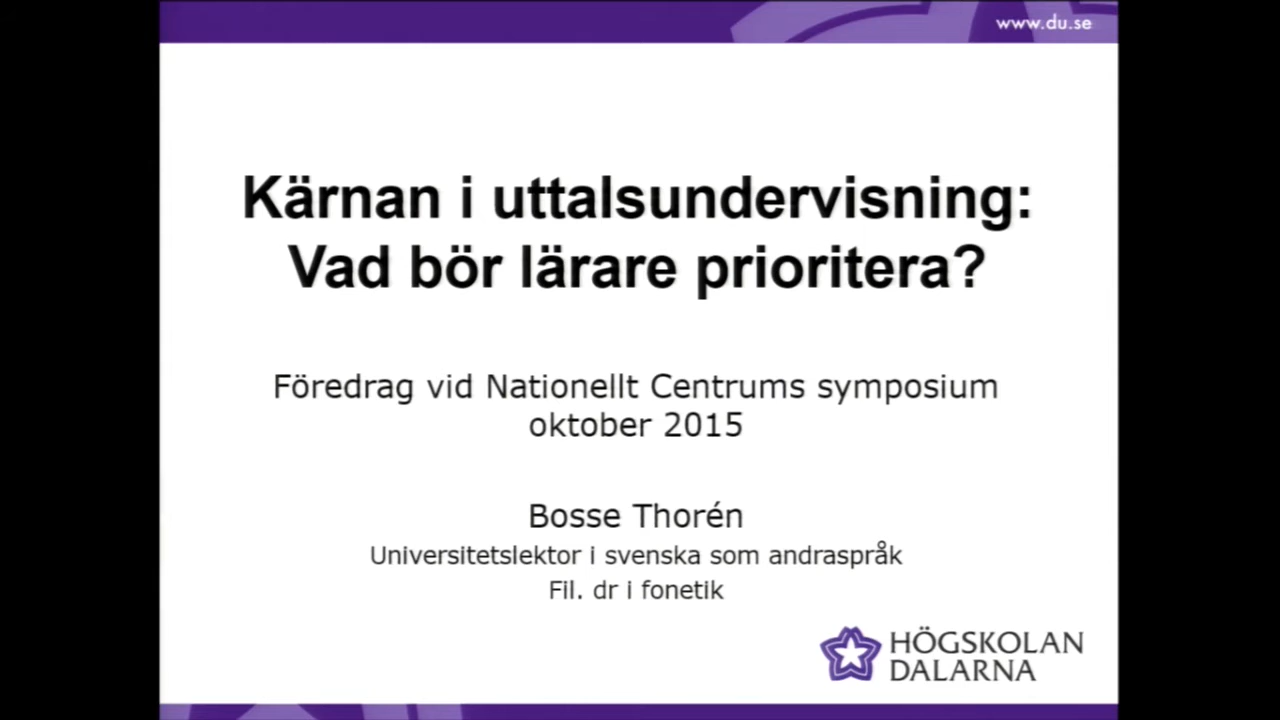 www.du.se
Kärnan i uttalsundervisning:
Vad bör lärare prioritera?
Föredrag vid Nationellt Centrums symposium
oktober 2015
Bosse Thorén
Universitetslektor i svenska som andraspråk
Fil. dr i fonetik
HÖGSKOLAN
DALARNA